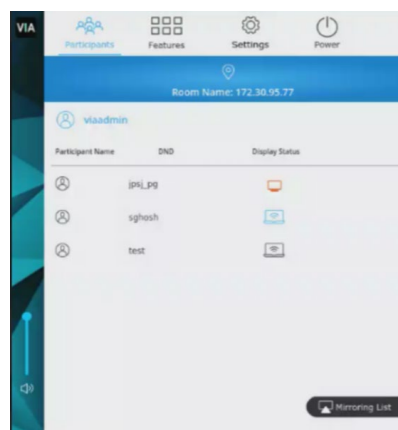 VIA
Participants Features Settings Power
Room Name: 172.30.95.77
viaadmin
Participant Name DND Display Status
jpsj_pg
sghosh
test
Mirroring List